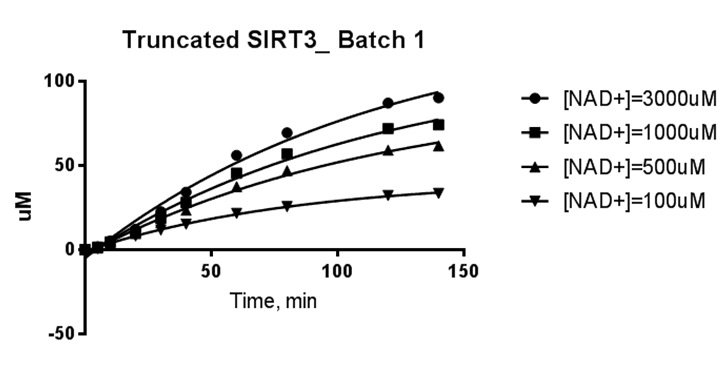 Truncated SIRT3_ Batch 1
100
50
0
-50
uM
50
100
150
Time, min
[NAD+]=3000uM
[NAD+]=1000uM
[NAD+]=500uM
[NAD+]=100uM